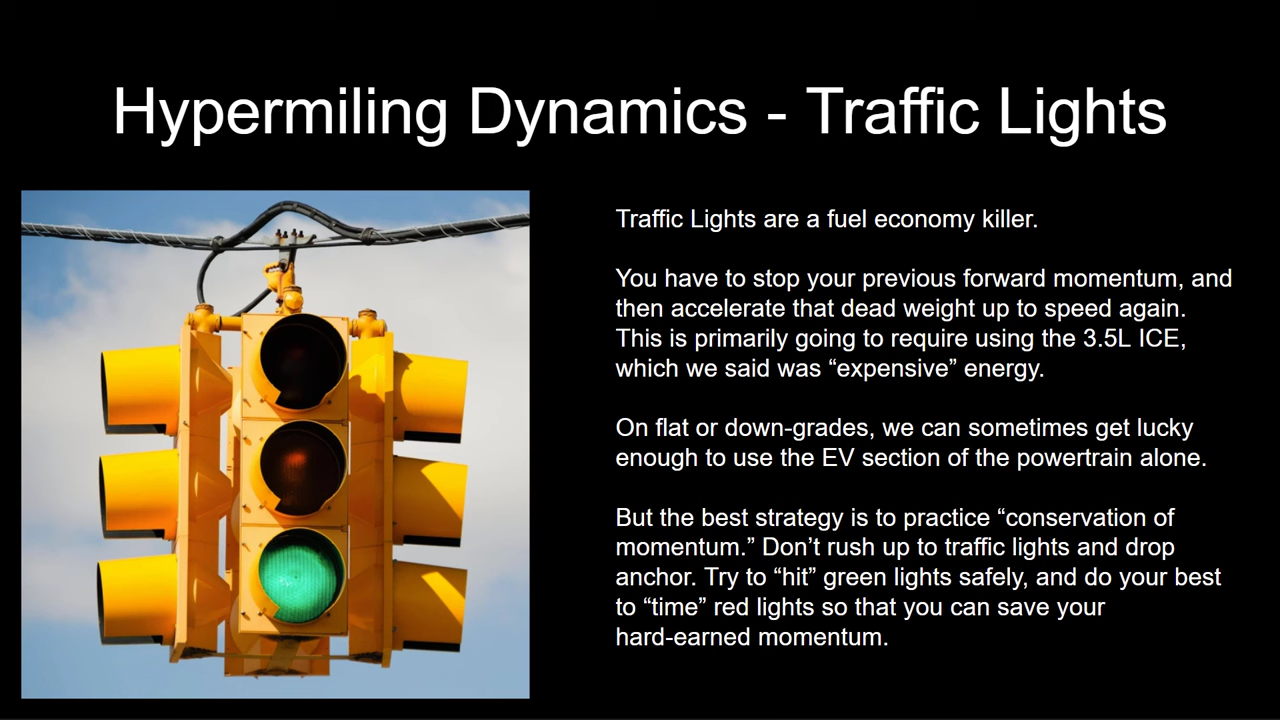 Hypermiling Dynamics - Traffic Lights
Traffic Lights are a fuel economy killer.
You have to stop your previous forward momentum, and
then accelerate that dead weight up to speed again.
This is primarily going to require using the 3.5L ICE,
which we said was “expensive” energy.
On flat or down-grades, we can sometimes get lucky
enough to use the EV section of the powertrain alone.
But the best strategy is to practice “conservation of
momentum.” Don’t rush up to traffic lights and drop
anchor. Try to “hit” green lights safely, and do your best
to “time” red lights so that you can save your
hard-earned momentum.